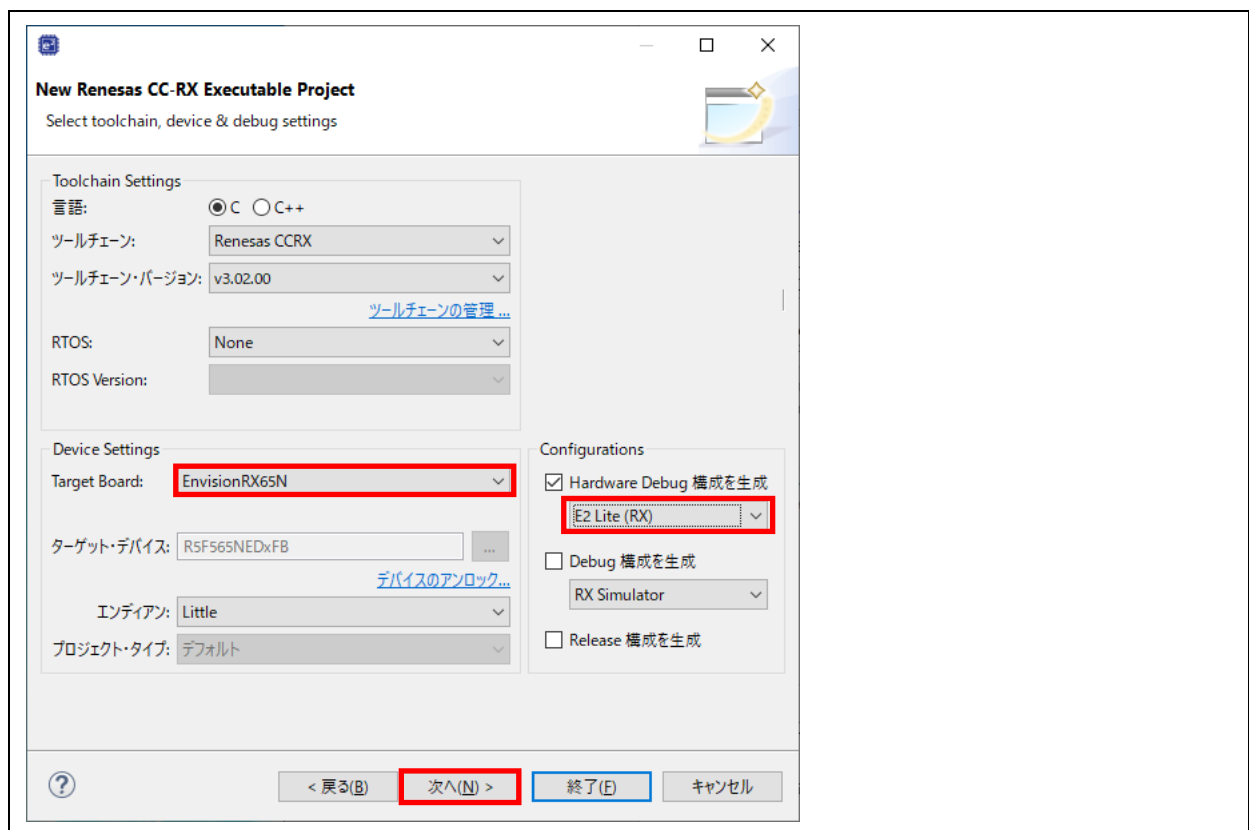 New Renesas CC-RX Executable Project
Select toolchain, device & debug settings
Toolchain Settings
言語: C C++
ツールチェーン: Renesas CCRX
ツールチェーン・バージョン: v3.02.00
ツールチェーンの管理 ...
RTOS: None
RTOS Version:
Device Settings
Target Board: EnvisionRX65N
ターゲット・デバイス: R5F565NEDxFB ...
デバイスのアンロック...
エンディアン: Little
プロジェクト・タイプ: デフォルト
Configurations
Hardware Debug 構成を生成
E2 Lite (RX)
Debug 構成を生成
RX Simulator
Release 構成を生成
? < 戻る(B) 次へ(N) > 終了(F) キャンセル